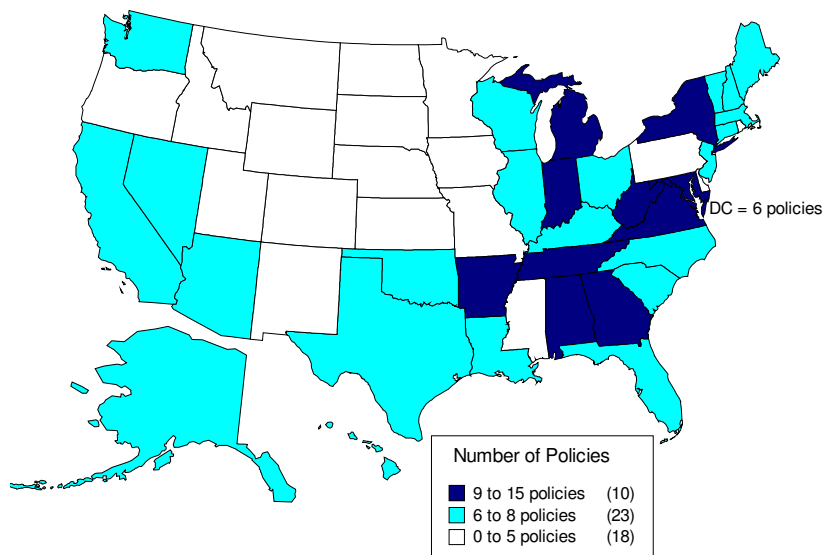 DC = 6 policies
Number of Policies
9 to 15 policies (10)
6 to 8 policies (23)
0 to 5 policies (18)